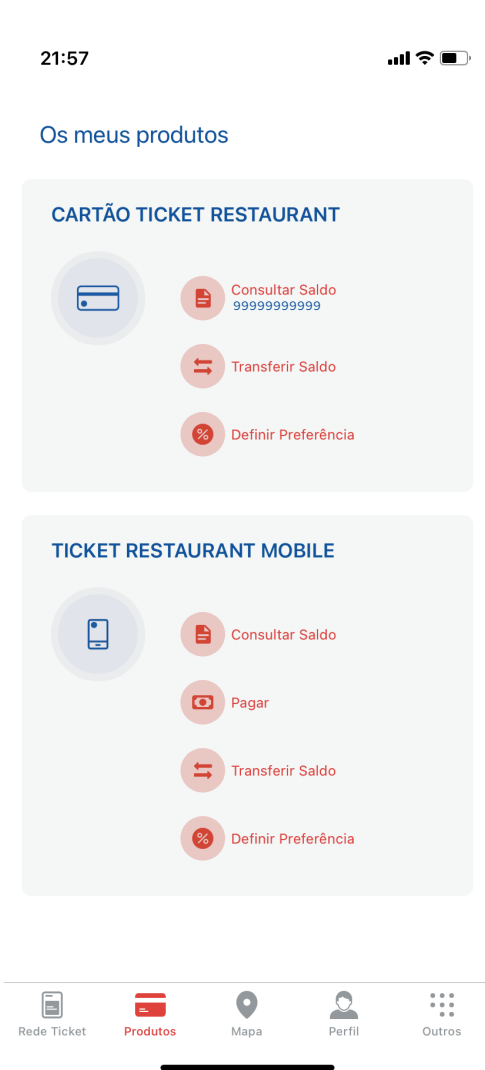 21:57
Os meus produtos
CARTÃO TICKET RESTAURANT
Consultar Saldo
99999999999
Transferir Saldo
Definir Preferência
TICKET RESTAURANT MOBILE
Consultar Saldo
Pagar
Transferir Saldo
Definir Preferência
Rede Ticket
Produtos
Mapa
Perfil
Outros